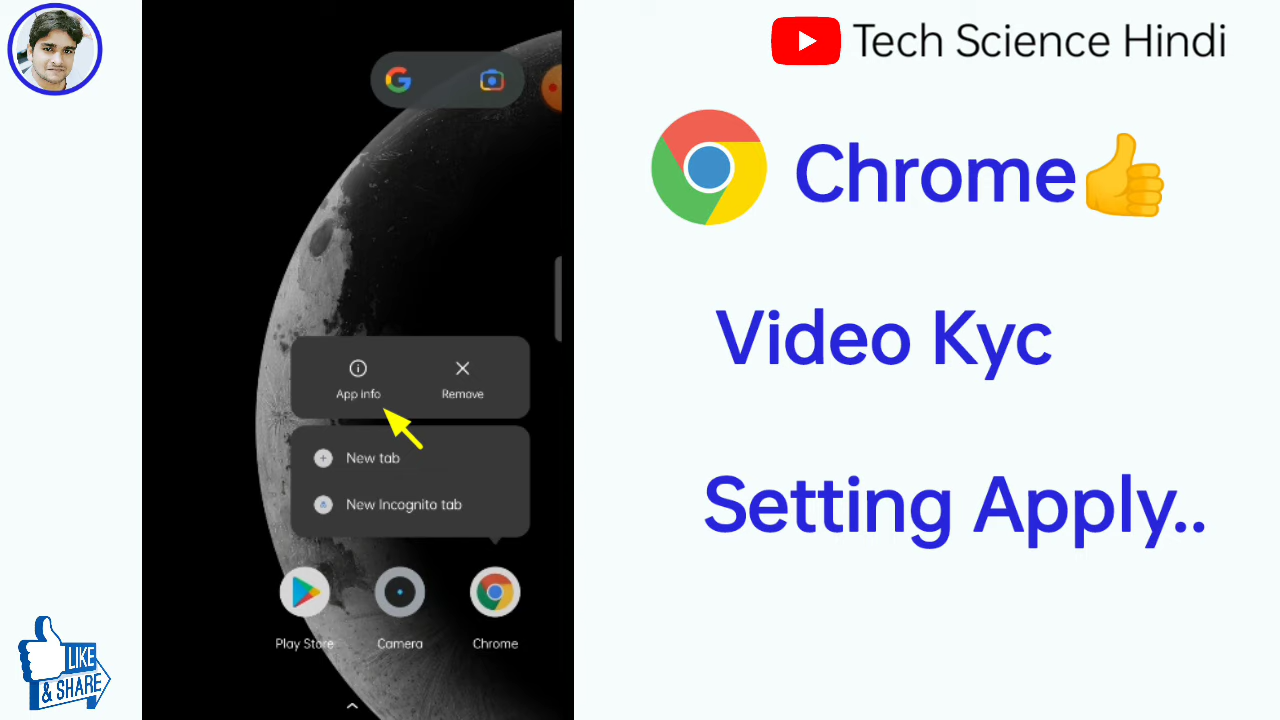 Tech Science Hindi
Chrome
Video Kyc
Setting Apply..
App info
Remove
New tab
New Incognito tab
Play Store
Camera
Chrome
LIKE
& SHARE